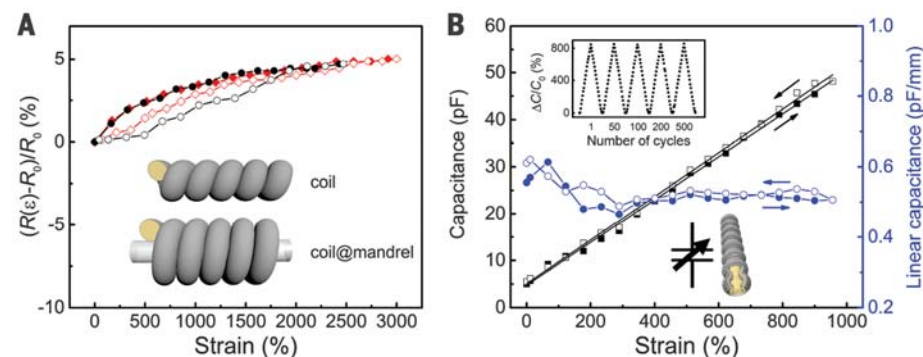 A
(R(ε)-R₀)/R₀ (%)
10
5
0
-5
-10
coil
coil@mandrel
0 500 1000 1500 2000 2500 3000
Strain (%)
B
Capacitance (pF)
60
50
40
30
20
10
0
ΔC/C₀ (%)
800
400
0
1 50 100 200 500
Number of cycles
0 200 400 600 800 1000
Strain (%)
1.0
0.8
0.6
0.4
0.2
Linear capacitance (pF/mm)